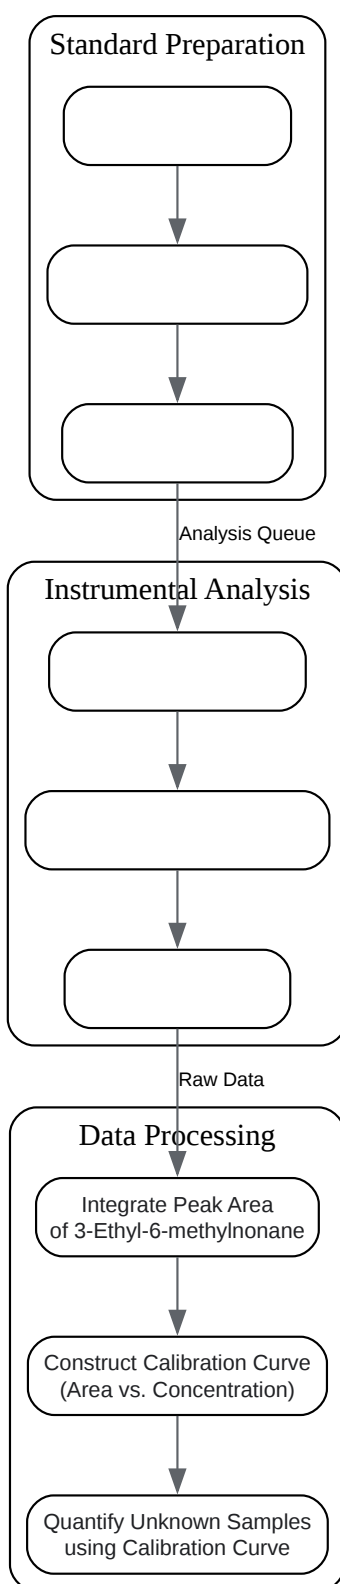 Standard Preparation
Analysis Queue
Instrumental Analysis
Raw Data
Data Processing
Integrate Peak Area
of 3-Ethyl-6-methylnonane
Construct Calibration Curve
(Area vs. Concentration)
Quantify Unknown Samples
using Calibration Curve